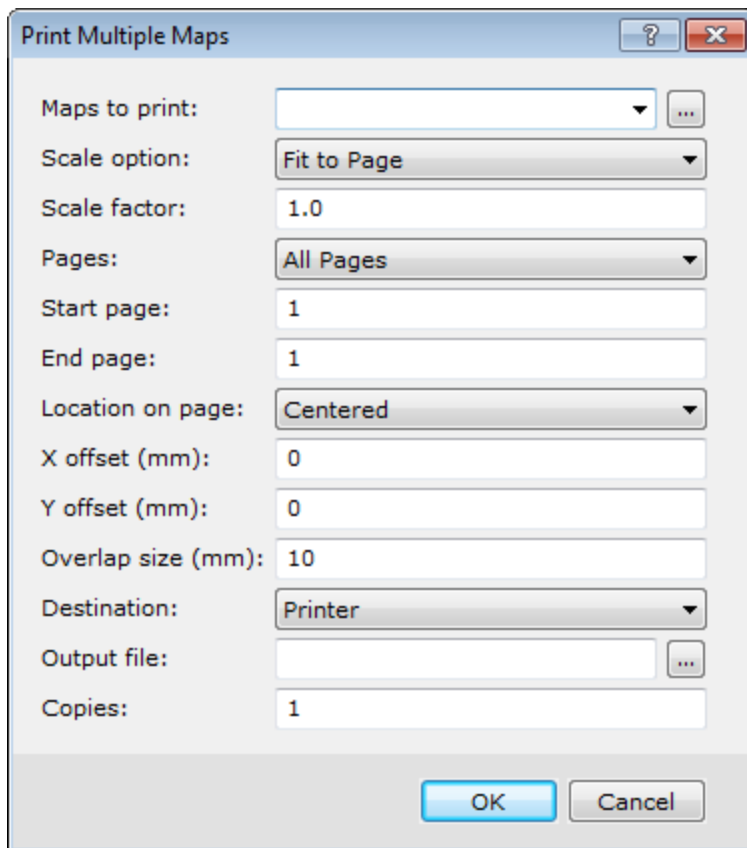 Print Multiple Maps ?
Maps to print: ...
Scale option: Fit to Page
Scale factor: 1.0
Pages: All Pages
Start page: 1
End page: 1
Location on page: Centered
X offset (mm): 0
Y offset (mm): 0
Overlap size (mm): 10
Destination: Printer
Output file: ...
Copies: 1
OK Cancel